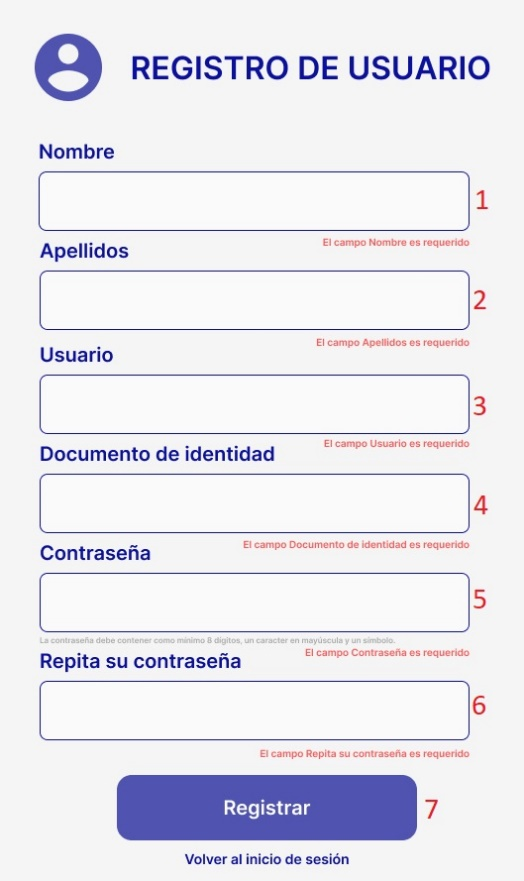 REGISTRO DE USUARIO
Nombre
1
El campo Nombre es requerido
Apellidos
2
El campo Apellidos es requerido
Usuario
3
El campo Usuario es requerido
Documento de identidad
4
El campo Documento de identidad es requerido
Contraseña
5
La contraseña debe contener como mínimo 8 dígitos, un caracter en mayúscula y un símbolo.
El campo Contraseña es requerido
Repita su contraseña
6
El campo Repita su contraseña es requerido
Registrar 7
Volver al inicio de sesión